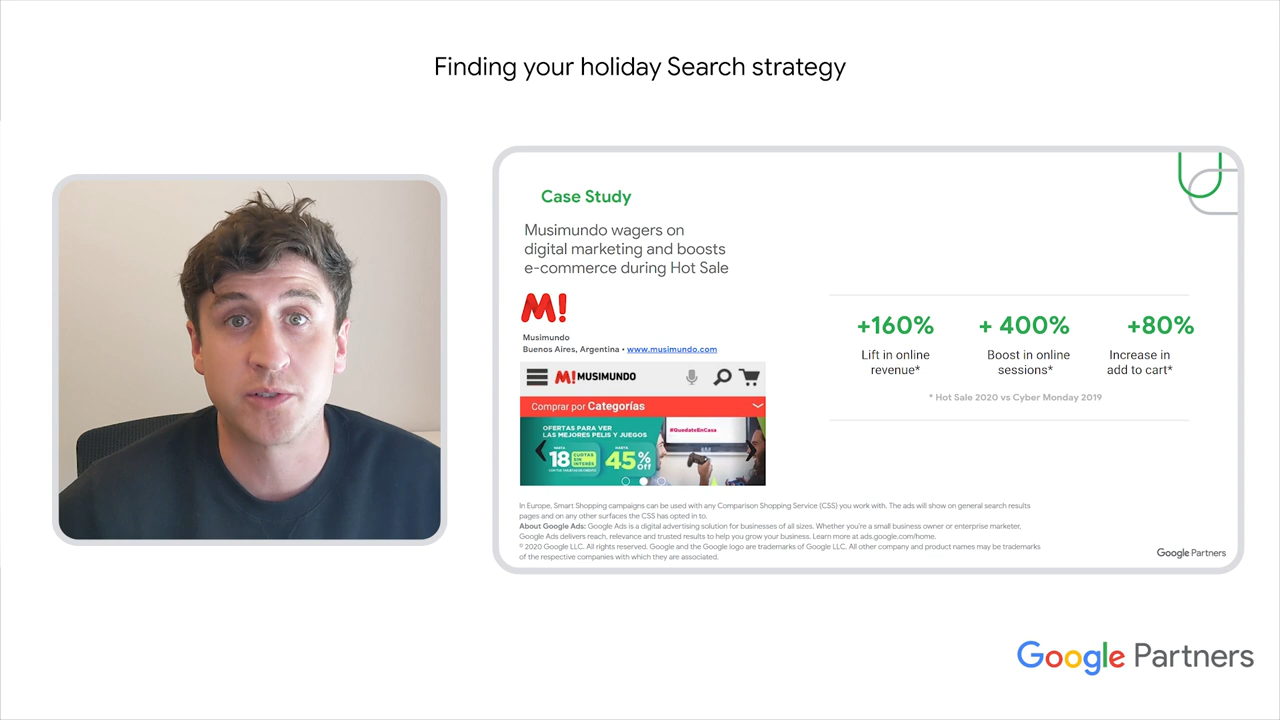 Finding your holiday Search strategy
Case Study
Musimundo wagers on
digital marketing and boosts
e-commerce during Hot Sale
M!
Musimundo
Buenos Aires, Argentina • www.musimundo.com
M! MUSIMUNDO
Comprar por Categorías
OFERTAS PARA VER
LAS MEJORES PELIS Y JUEGOS
HASTA
18 CUOTAS
SIN
INTERÉS
HASTA
45% Off
#QuedateEnCasa
+160%
Lift in online
revenue*
+ 400%
Boost in online
sessions*
+80%
Increase in
add to cart*
* Hot Sale 2020 vs Cyber Monday 2019
In Europe, Smart Shopping campaigns can be used with any Comparison Shopping Service (CSS) you work with. The ads will show on general search results
pages and on any other surfaces the CSS has opted in to.
About Google Ads: Google Ads is a digital advertising solution for businesses of all sizes. Whether you're a small business owner or enterprise marketer,
Google Ads delivers reach, relevance and trusted results to help you grow your business. Learn more at ads.google.com/home.
© 2020 Google LLC. All rights reserved. Google and the Google logo are trademarks of Google LLC. All other company and product names may be trademarks
of the respective companies with which they are associated.
Google Partners
Google Partners